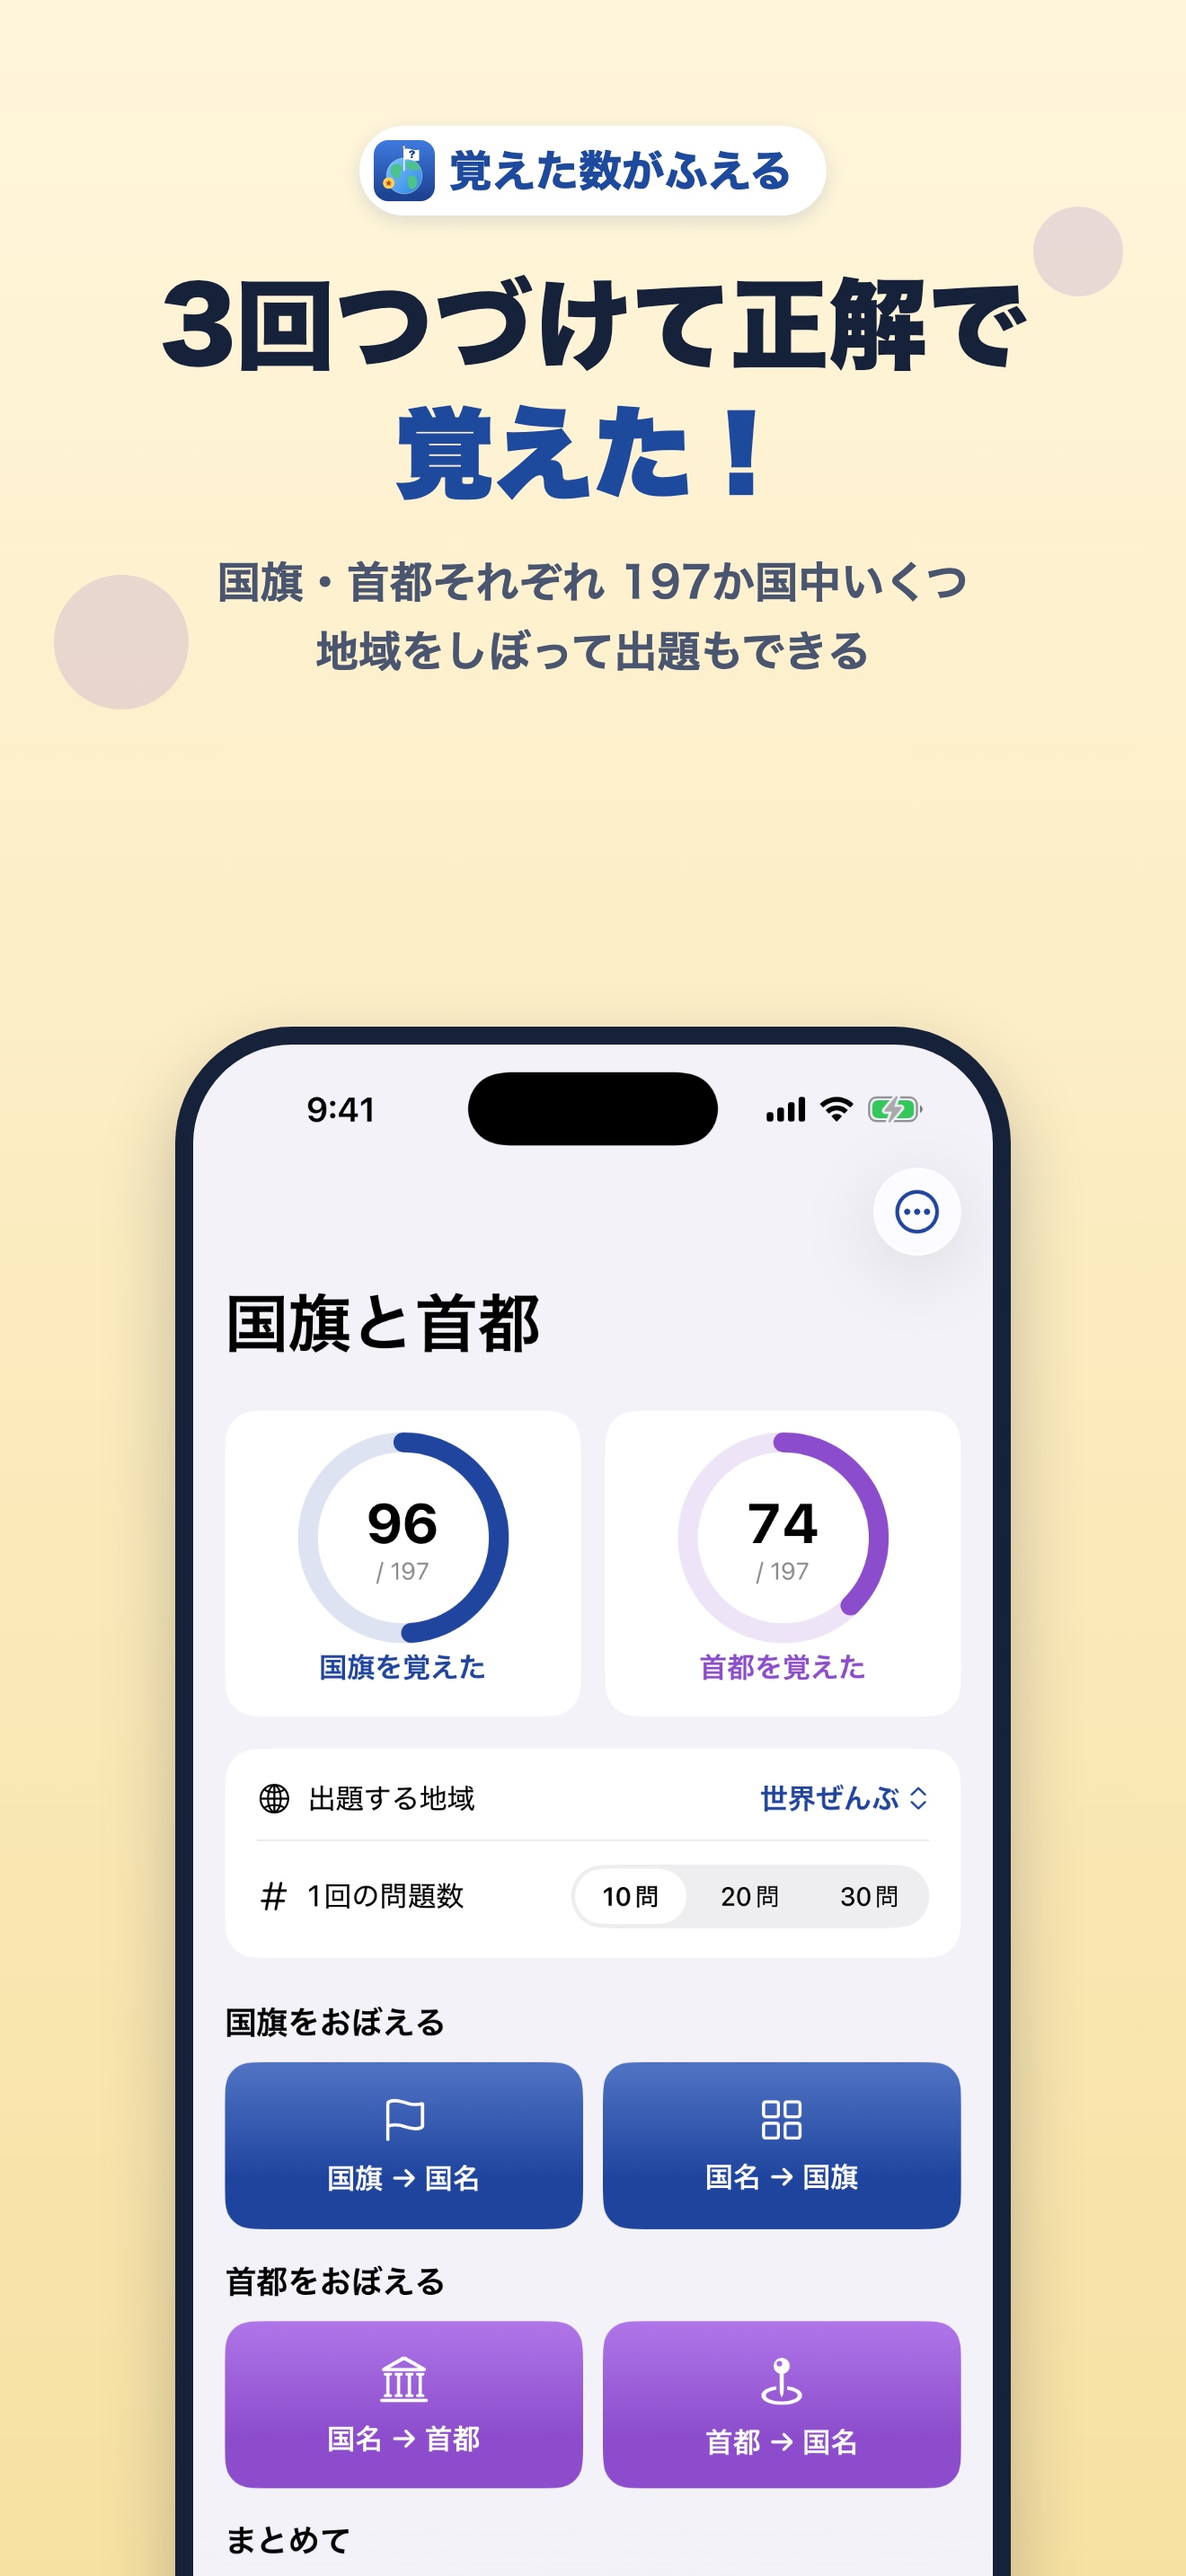 覚えた数がふえる
3回つづけて正解で
覚えた！
国旗・首都それぞれ 197か国中いくつ
地域をしぼって出題もできる
9:41
国旗と首都
96
/ 197
国旗を覚えた
74
/ 197
首都を覚えた
出題する地域
世界ぜんぶ
1回の問題数
10問
20問
30問
国旗をおぼえる
国旗 → 国名
国名 → 国旗
首都をおぼえる
国名 → 首都
首都 → 国名
まとめて